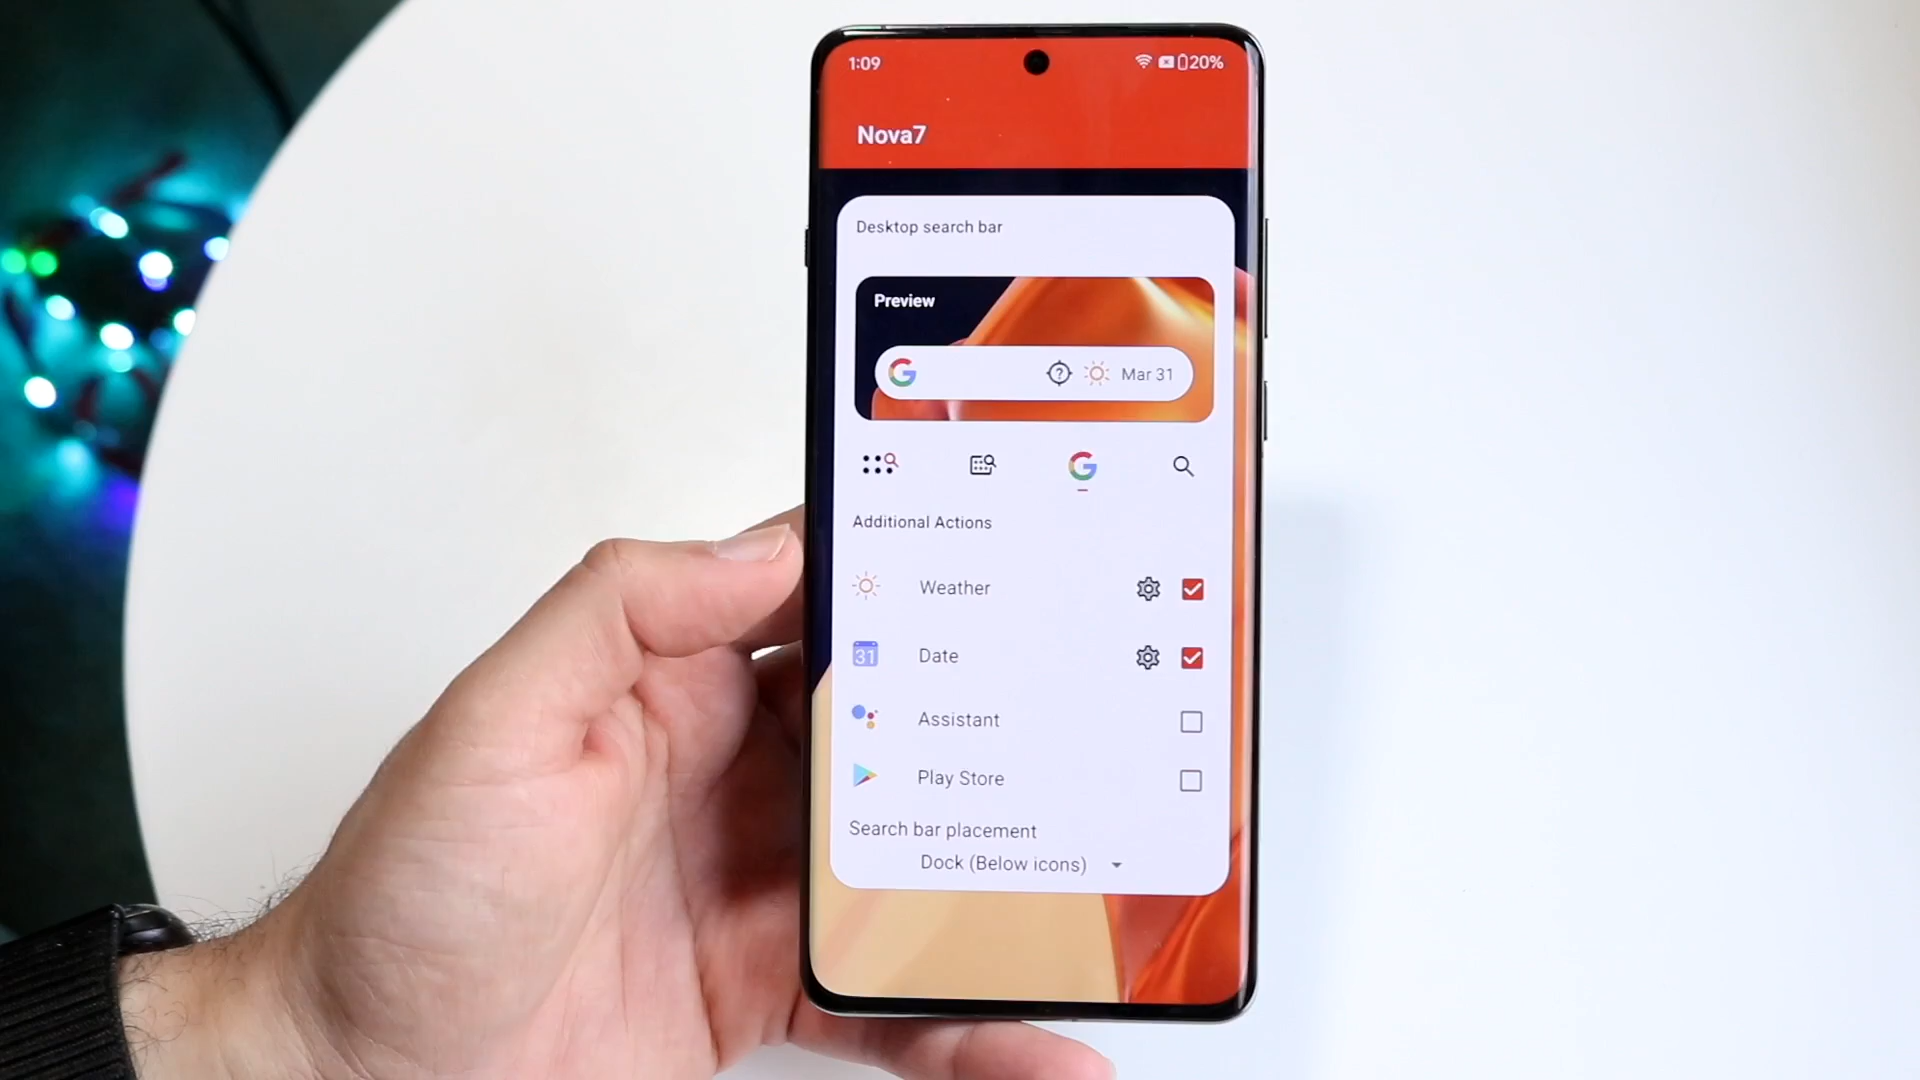 1:09 20%
Nova7
Desktop search bar
Preview
G ? Mar 31
G
Additional Actions
Weather
31 Date
Assistant
Play Store
Search bar placement
Dock (Below icons)